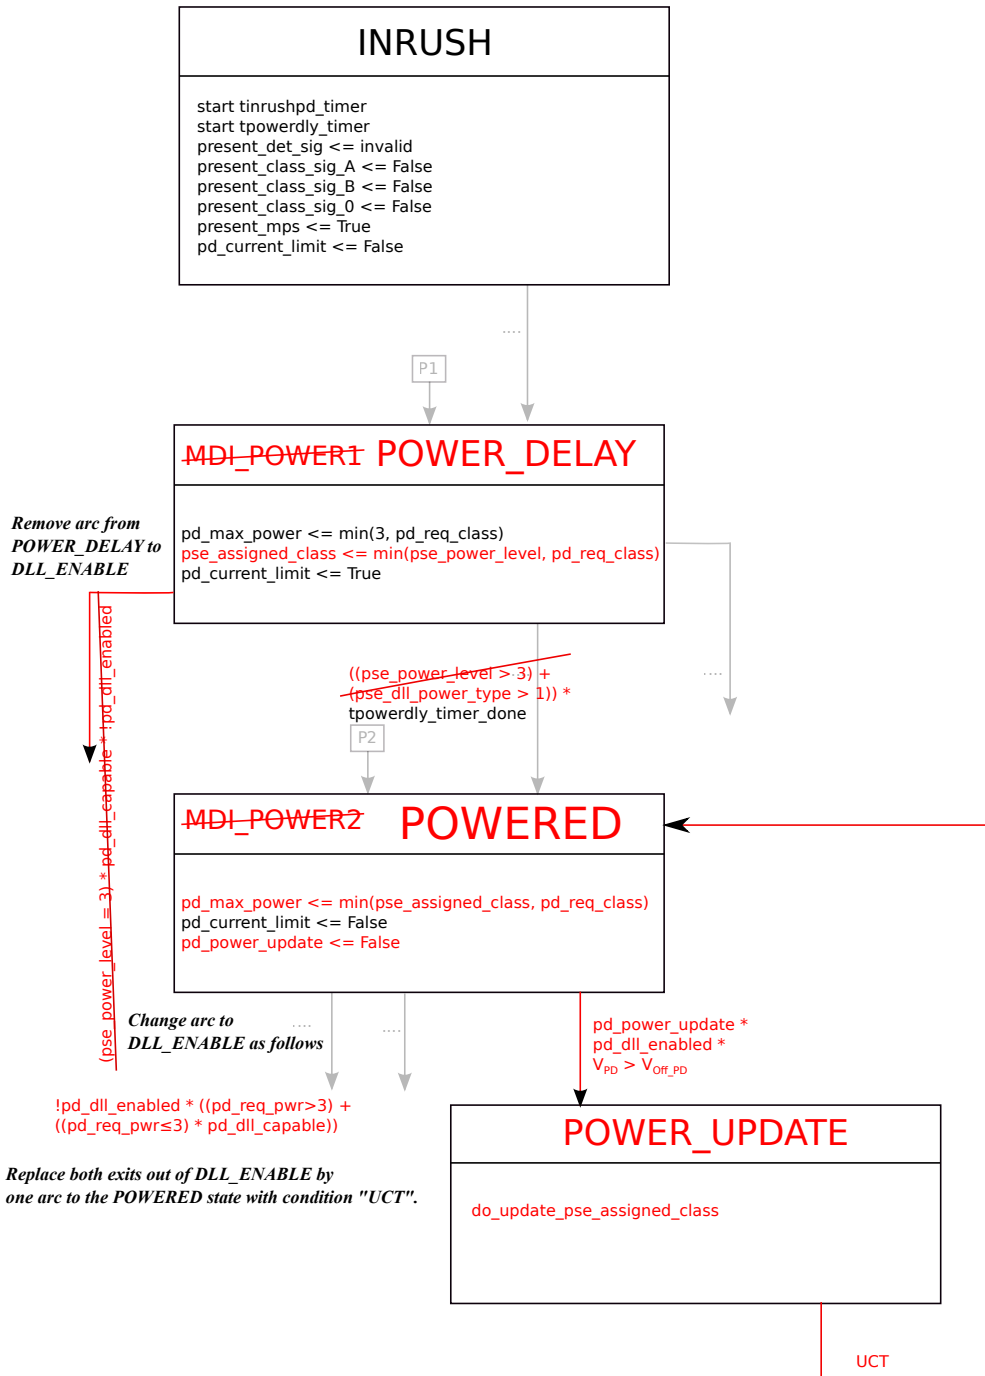 INRUSH
start tinrushpd_timer
start tpowerdly_timer
present_det_sig <= invalid
present_class_sig_A <= False
present_class_sig_B <= False
present_class_sig_0 <= False
present_mps <= True
pd_current_limit <= False
....
P1
MDI_POWER1 POWER_DELAY
Remove arc from
POWER_DELAY to
DLL_ENABLE
pd_max_power <= min(3, pd_req_class)
pse_assigned_class <= min(pse_power_level, pd_req_class)
pd_current_limit <= True
(pse_power_level = 3) * pd_dll_capable * !pd_dll_enabled
((pse_power_level > 3) +
(pse_dll_power_type > 1)) *
tpowerdly_timer_done
....
P2
MDI_POWER2 POWERED
pd_max_power <= min(pse_assigned_class, pd_req_class)
pd_current_limit <= False
pd_power_update <= False
Change arc to
DLL_ENABLE as follows
....
....
pd_power_update *
pd_dll_enabled *
V_PD > V_Off_PD
!pd_dll_enabled * ((pd_req_pwr>3) +
((pd_req_pwr≤3) * pd_dll_capable))
POWER_UPDATE
Replace both exits out of DLL_ENABLE by
one arc to the POWERED state with condition "UCT".
do_update_pse_assigned_class
UCT